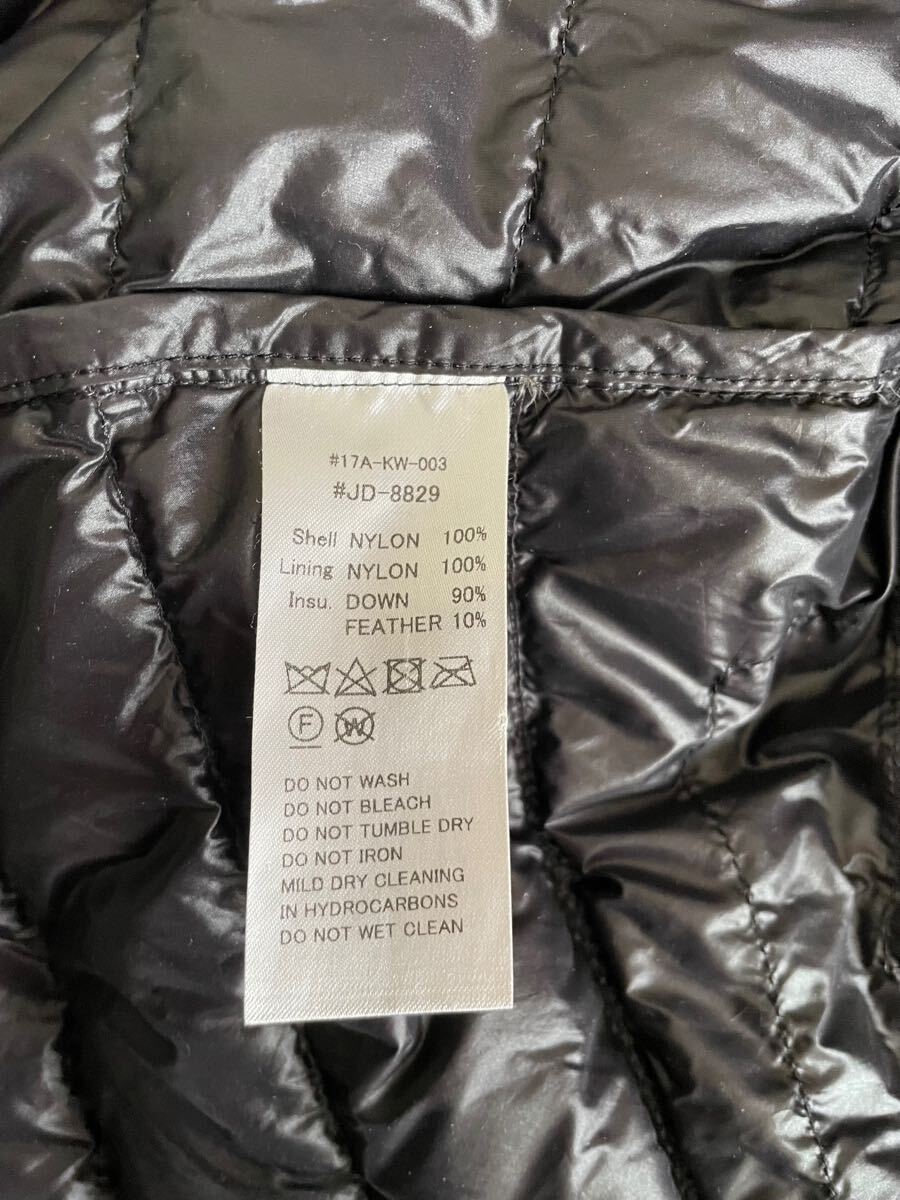 #17A-KW-003
#JD-8829
Shell NYLON 100%
Lining NYLON 100%
Insu. DOWN 90%
FEATHER 10%
F W
DO NOT WASH
DO NOT BLEACH
DO NOT TUMBLE DRY
DO NOT IRON
MILD DRY CLEANING
IN HYDROCARBONS
DO NOT WET CLEAN